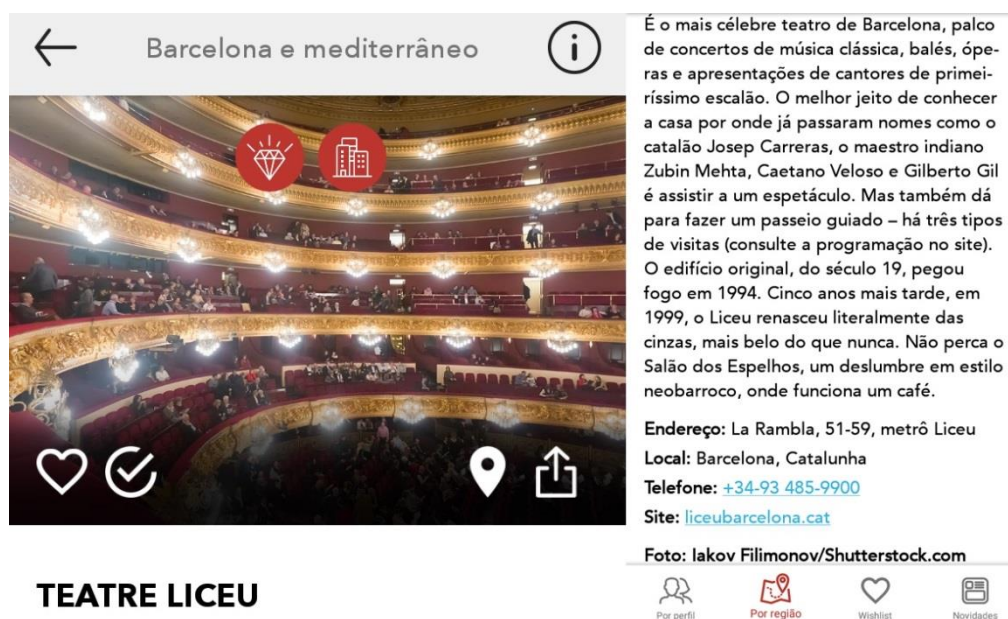 Barcelona e mediterrâneo
TEATRE LICEU
É o mais célebre teatro de Barcelona, palco
de concertos de música clássica, balés, ópe-
ras e apresentações de cantores de primei-
ríssimo escalão. O melhor jeito de conhecer
a casa por onde já passaram nomes como o
catalão Josep Carreras, o maestro indiano
Zubin Mehta, Caetano Veloso e Gilberto Gil
é assistir a um espetáculo. Mas também dá
para fazer um passeio guiado – há três tipos
de visitas (consulte a programação no site).
O edifício original, do século 19, pegou
fogo em 1994. Cinco anos mais tarde, em
1999, o Liceu renasceu literalmente das
cinzas, mais belo do que nunca. Não perca o
Salão dos Espelhos, um deslumbre em estilo
neobarroco, onde funciona um café.
Endereço: La Rambla, 51-59, metrô Liceu
Local: Barcelona, Catalunha
Telefone: +34-93 485-9900
Site: liceubarcelona.cat
Foto: Iakov Filimonov/Shutterstock.com
Por perfil Por região Wishlist Novidades